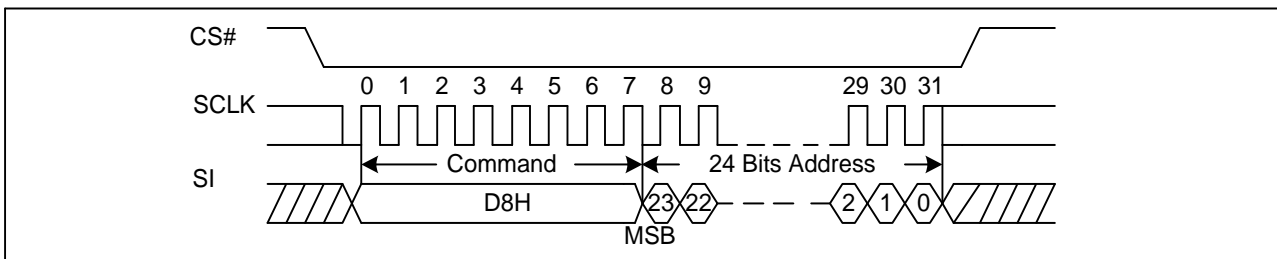 CS#
0 1 2 3 4 5 6 7 8 9 29 30 31
SCLK
Command 24 Bits Address
SI
D8H 23 22 2 1 0
MSB